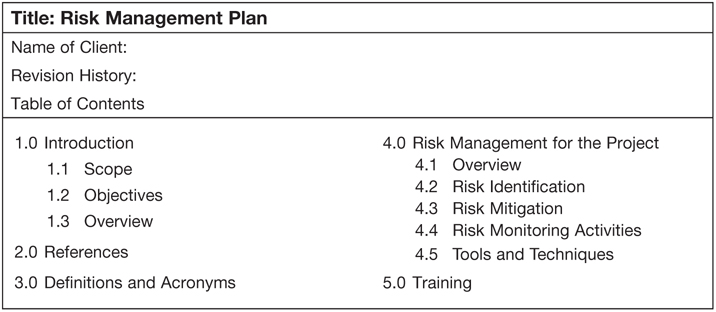 Title: Risk Management Plan
Name of Client:
Revision History:
Table of Contents
1.0 Introduction
1.1 Scope
1.2 Objectives
1.3 Overview
2.0 References
3.0 Definitions and Acronyms
4.0 Risk Management for the Project
4.1 Overview
4.2 Risk Identification
4.3 Risk Mitigation
4.4 Risk Monitoring Activities
4.5 Tools and Techniques
5.0 Training